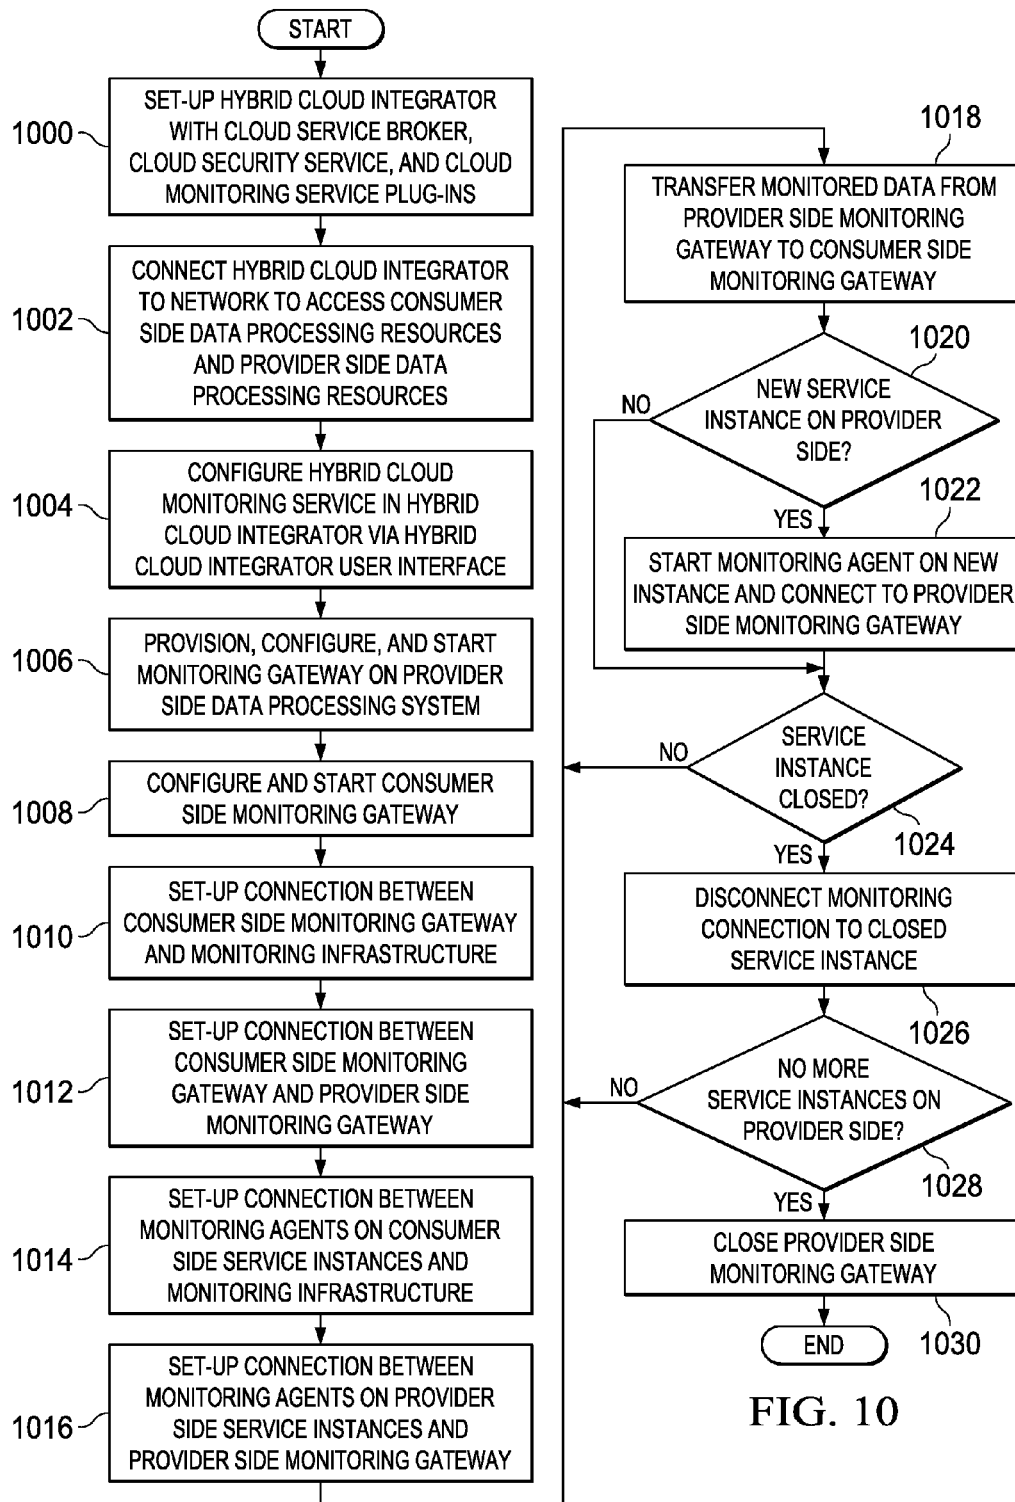 START
1000
SET-UP HYBRID CLOUD INTEGRATOR
WITH CLOUD SERVICE BROKER,
CLOUD SECURITY SERVICE, AND CLOUD
MONITORING SERVICE PLUG-INS
1002
CONNECT HYBRID CLOUD INTEGRATOR
TO NETWORK TO ACCESS CONSUMER
SIDE DATA PROCESSING RESOURCES
AND PROVIDER SIDE DATA
PROCESSING RESOURCES
1004
CONFIGURE HYBRID CLOUD
MONITORING SERVICE IN HYBRID
CLOUD INTEGRATOR VIA HYBRID
CLOUD INTEGRATOR USER INTERFACE
1006
PROVISION, CONFIGURE, AND START
MONITORING GATEWAY ON PROVIDER
SIDE DATA PROCESSING SYSTEM
1008
CONFIGURE AND START CONSUMER
SIDE MONITORING GATEWAY
1010
SET-UP CONNECTION BETWEEN
CONSUMER SIDE MONITORING GATEWAY
AND MONITORING INFRASTRUCTURE
1012
SET-UP CONNECTION BETWEEN
CONSUMER SIDE MONITORING
GATEWAY AND PROVIDER SIDE
MONITORING GATEWAY
1014
SET-UP CONNECTION BETWEEN
MONITORING AGENTS ON CONSUMER
SIDE SERVICE INSTANCES AND
MONITORING INFRASTRUCTURE
1016
SET-UP CONNECTION BETWEEN
MONITORING AGENTS ON PROVIDER
SIDE SERVICE INSTANCES AND
PROVIDER SIDE MONITORING GATEWAY
1018
TRANSFER MONITORED DATA FROM
PROVIDER SIDE MONITORING
GATEWAY TO CONSUMER SIDE
MONITORING GATEWAY
1020
NO
NEW SERVICE
INSTANCE ON PROVIDER
SIDE?
YES
1022
START MONITORING AGENT ON NEW
INSTANCE AND CONNECT TO PROVIDER
SIDE MONITORING GATEWAY
NO
SERVICE
INSTANCE
CLOSED?
1024
YES
DISCONNECT MONITORING
CONNECTION TO CLOSED
SERVICE INSTANCE
1026
NO
NO MORE
SERVICE INSTANCES ON
PROVIDER SIDE?
1028
YES
CLOSE PROVIDER SIDE
MONITORING GATEWAY
1030
END
FIG. 10